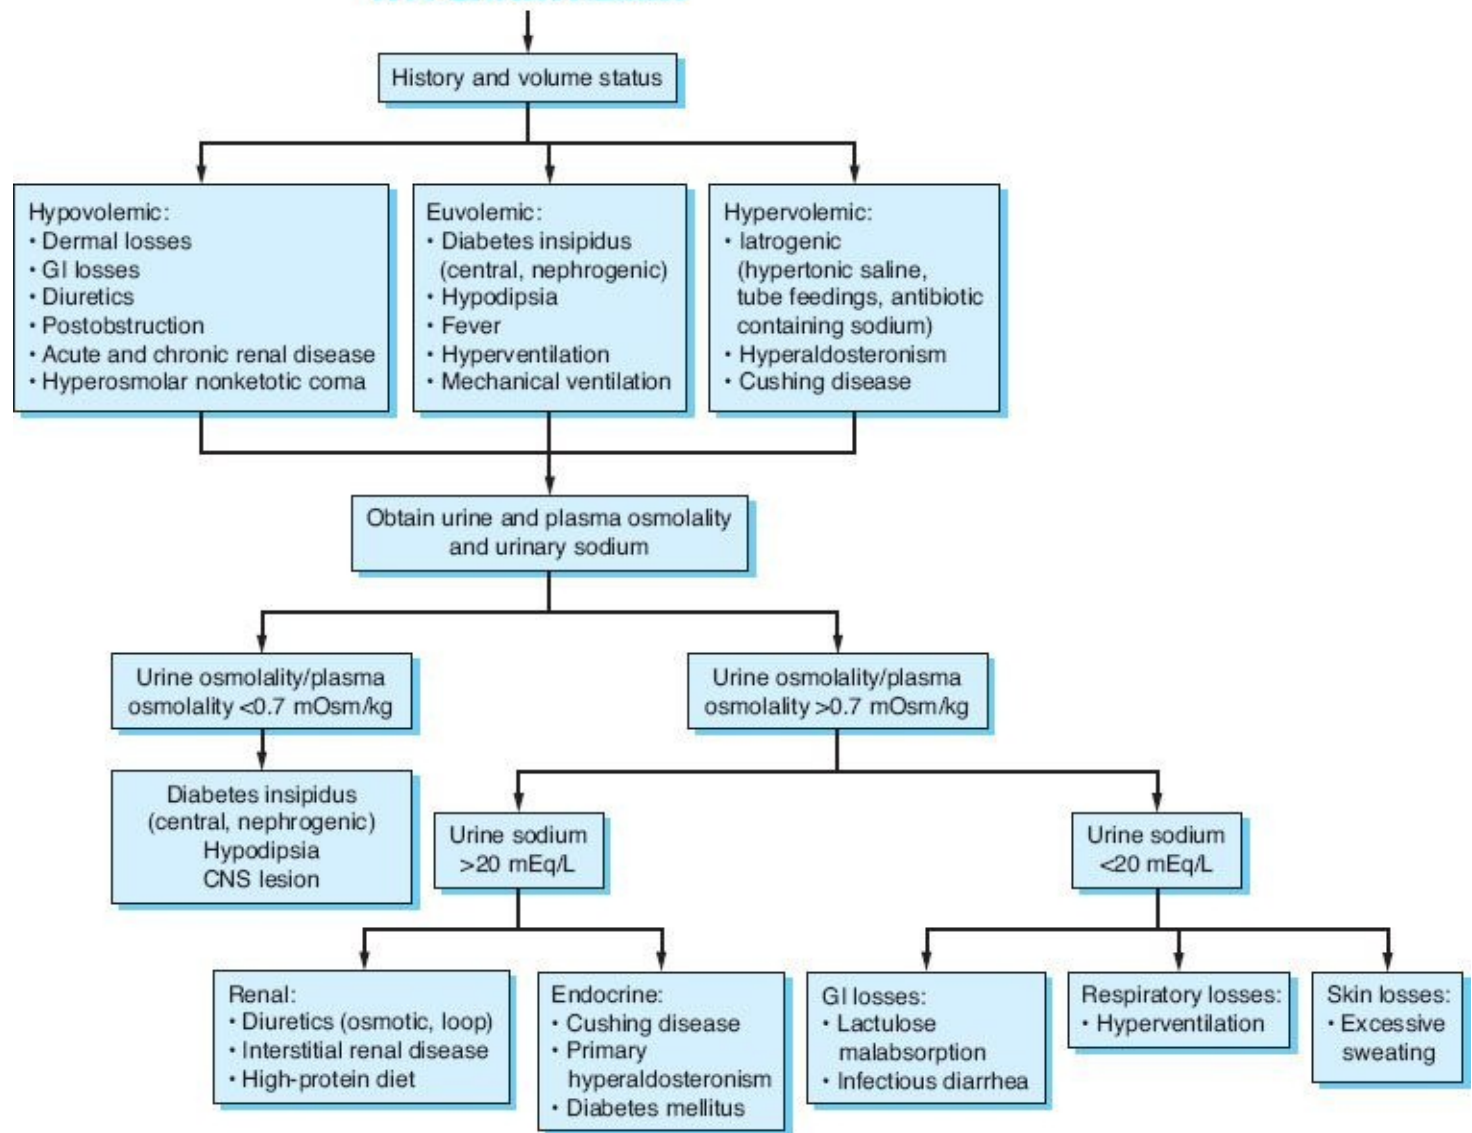 History and volume status
Hypovolemic:
• Dermal losses
• GI losses
• Diuretics
• Postobstruction
• Acute and chronic renal disease
• Hyperosmolar nonketotic coma
Euvolemic:
• Diabetes insipidus
(central, nephrogenic)
• Hypodipsia
• Fever
• Hyperventilation
• Mechanical ventilation
Hypervolemic:
• Iatrogenic
(hypertonic saline,
tube feedings, antibiotic
containing sodium)
• Hyperaldosteronism
• Cushing disease
Obtain urine and plasma osmolality
and urinary sodium
Urine osmolality/plasma
osmolality <0.7 mOsm/kg
Urine osmolality/plasma
osmolality >0.7 mOsm/kg
Diabetes insipidus
(central, nephrogenic)
Hypodipsia
CNS lesion
Urine sodium
>20 mEq/L
Urine sodium
<20 mEq/L
Renal:
• Diuretics (osmotic, loop)
• Interstitial renal disease
• High-protein diet
Endocrine:
• Cushing disease
• Primary
hyperaldosteronism
• Diabetes mellitus
GI losses:
• Lactulose
malabsorption
• Infectious diarrhea
Respiratory losses:
• Hyperventilation
Skin losses:
• Excessive
sweating